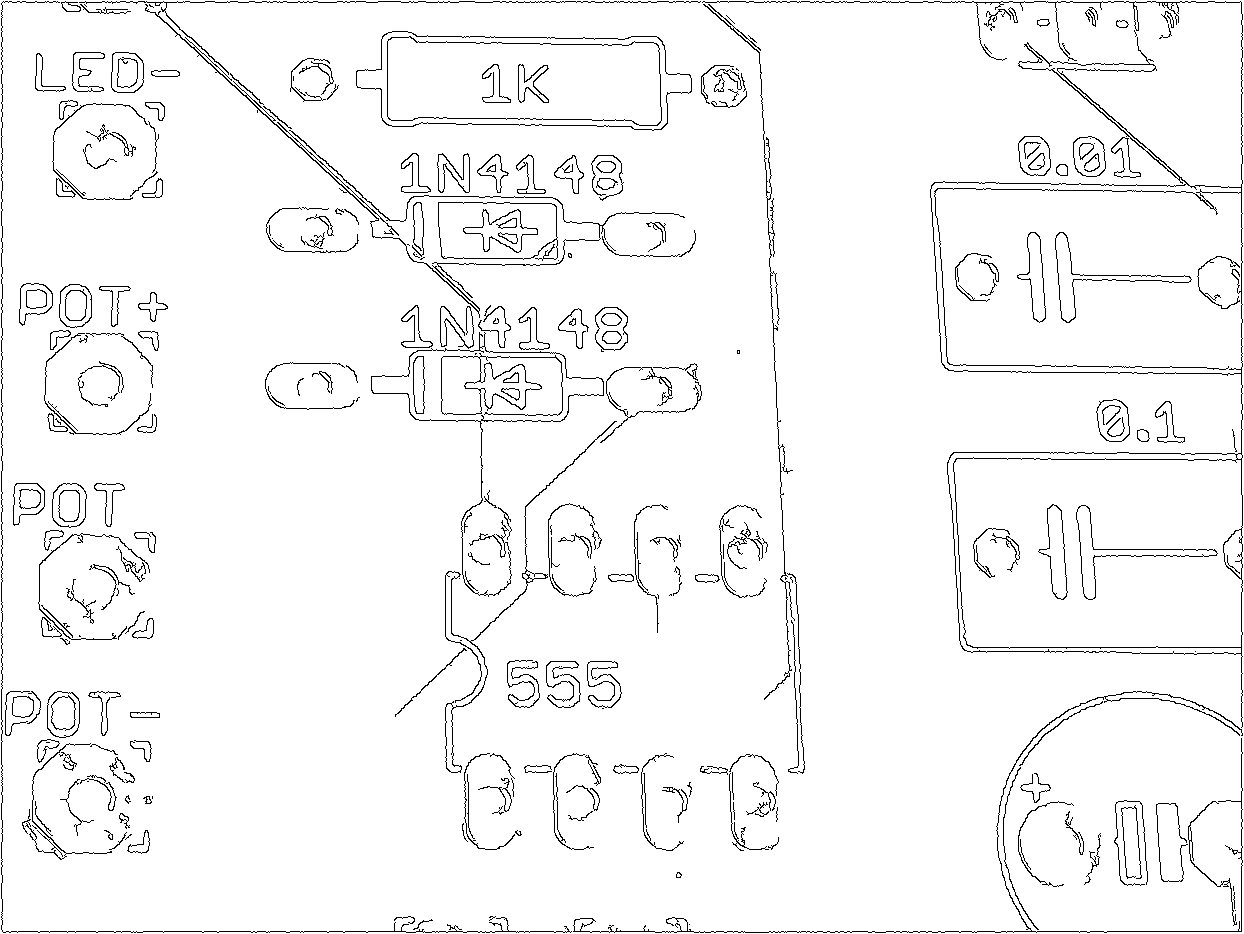 LED-
1K
1N4148
0.01
POT+
1N4148
0.1
POT
555
POT-
+